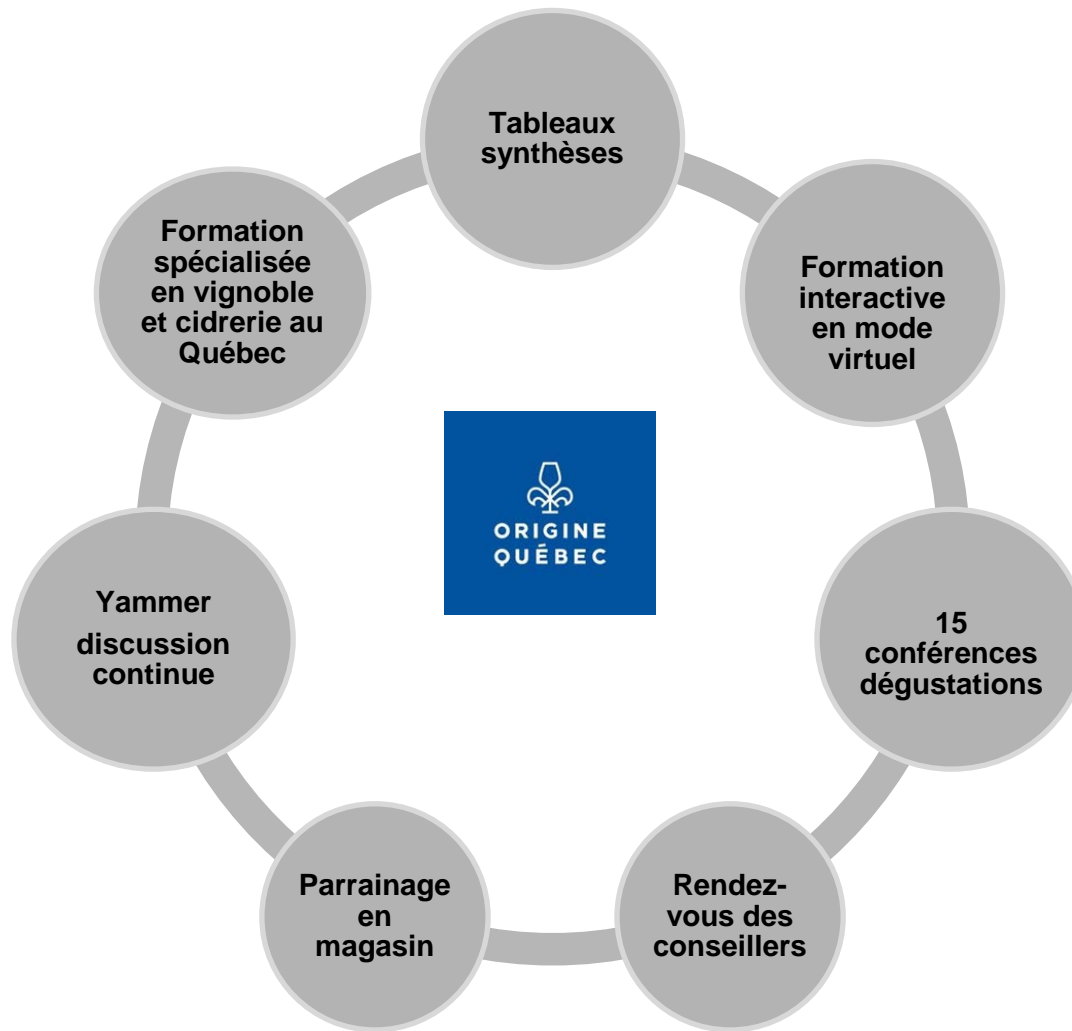 Tableaux
synthèses
Formation
interactive
en mode
virtuel
15
conférences
dégustations
Rendez-
vous des
conseillers
Parrainage
en
magasin
Yammer
discussion
continue
Formation
spécialisée
en vignoble
et cidrerie au
Québec
ORIGINE
QUÉBEC